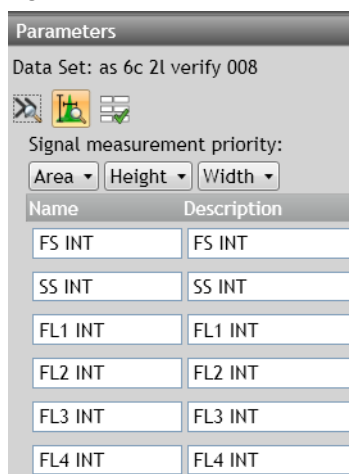 Parameters
Data Set: as 6c 2l verify 008
Signal measurement priority:
Area Height Width
Name Description
FS INT FS INT
SS INT SS INT
FL1 INT FL1 INT
FL2 INT FL2 INT
FL3 INT FL3 INT
FL4 INT FL4 INT